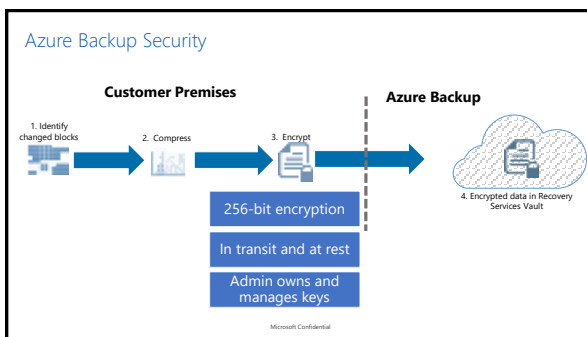 Azure Backup Security
Customer Premises
Azure Backup
1. Identify
changed blocks
2. Compress
3. Encrypt
4. Encrypted data in Recovery
Services Vault
256-bit encryption
In transit and at rest
Admin owns and
manages keys
Microsoft Confidential